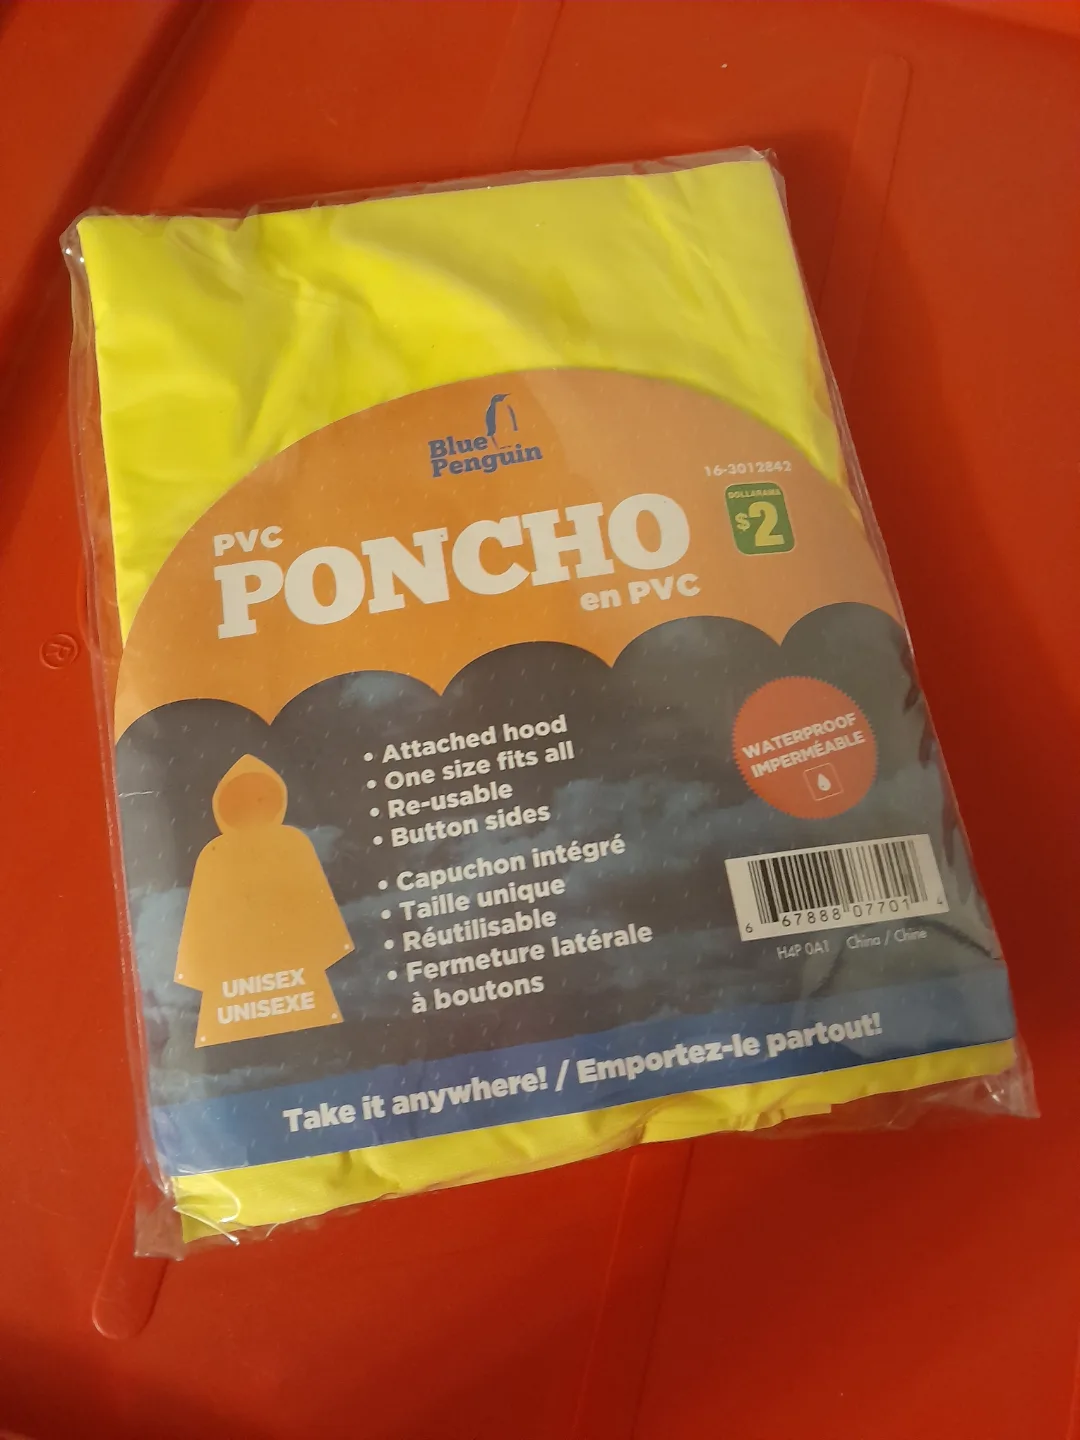 Blue
Penguin
16-3012842
DOLLARAMA
$2
PVC
PONCHO
en PVC
• Attached hood
• One size fits all
• Re-usable
• Button sides
• Capuchon intégré
• Taille unique
• Réutilisable
• Fermeture latérale
à boutons
WATERPROOF
IMPERMÉABLE
6 67888 07701 4
H4P 0A1 China / Chine
UNISEX
UNISEXE
Take it anywhere! / Emportez-le partout!
®